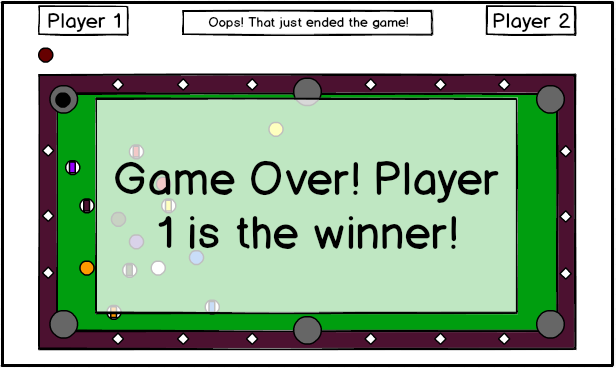 Player 1
Oops! That just ended the game!
Player 2
Game Over! Player
1 is the winner!